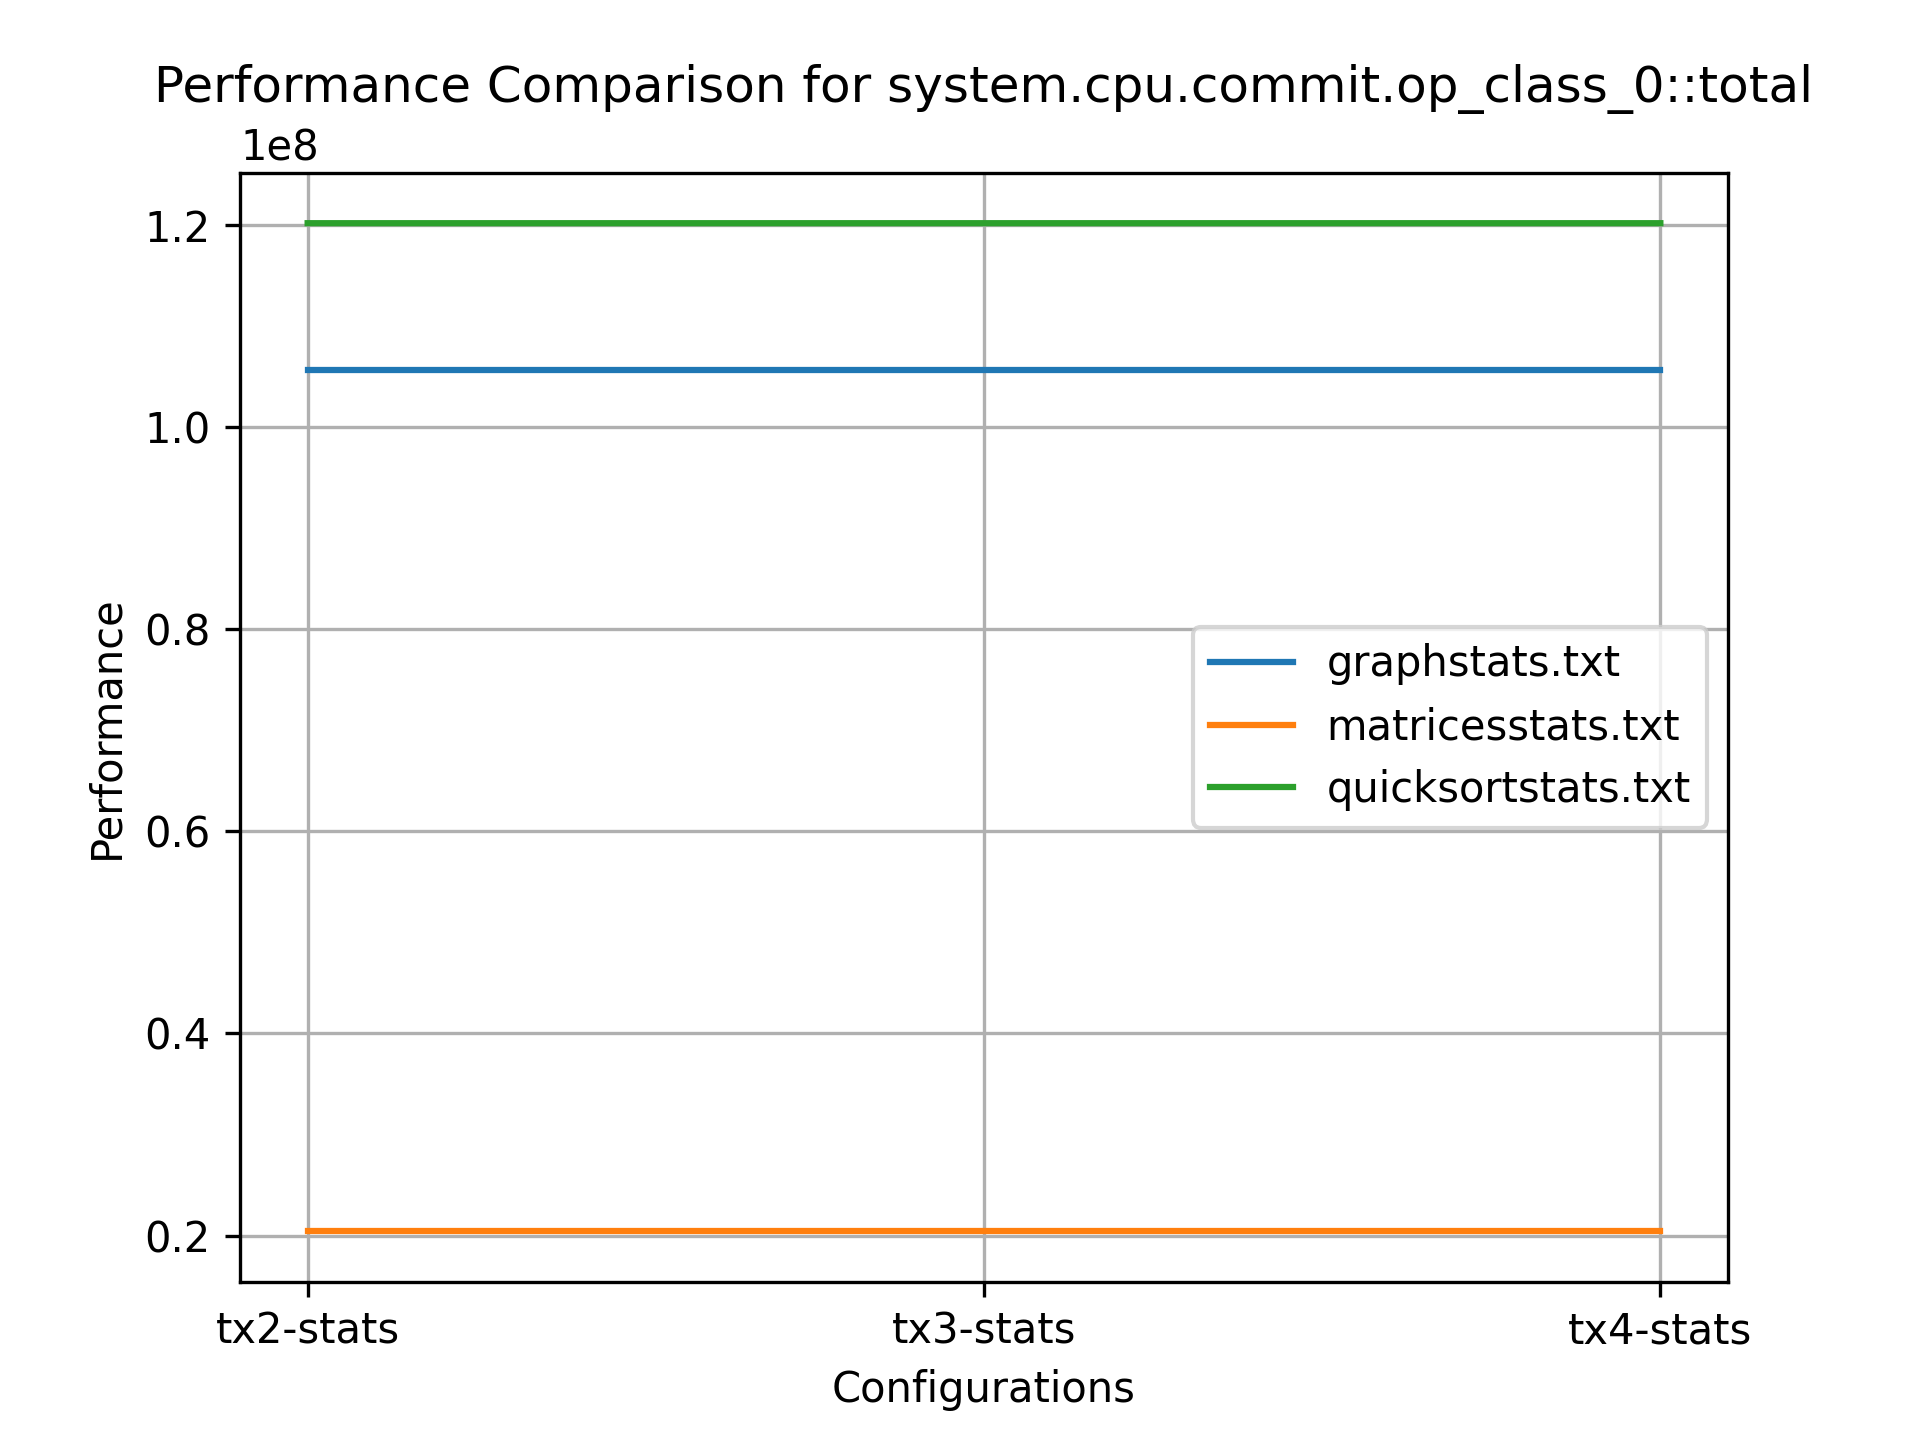 Performance Comparison for system.cpu.commit.op_class_0::total
1e8
1.2
1.0
0.8
0.6
0.4
0.2
Performance
graphstats.txt
matricesstats.txt
quicksortstats.txt
tx2-stats
tx3-stats
tx4-stats
Configurations